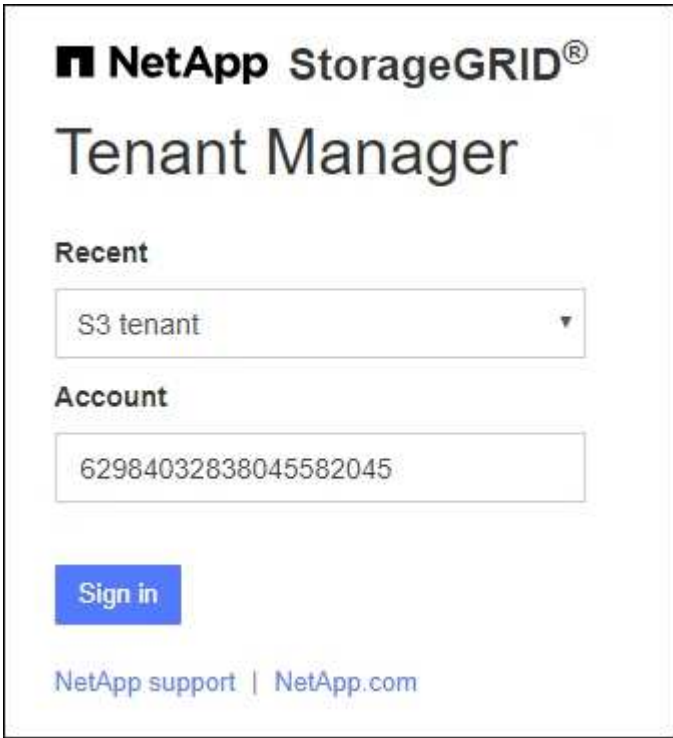 NetApp StorageGRID®
Tenant Manager
Recent
S3 tenant
Account
62984032838045582045
Sign in
NetApp support | NetApp.com